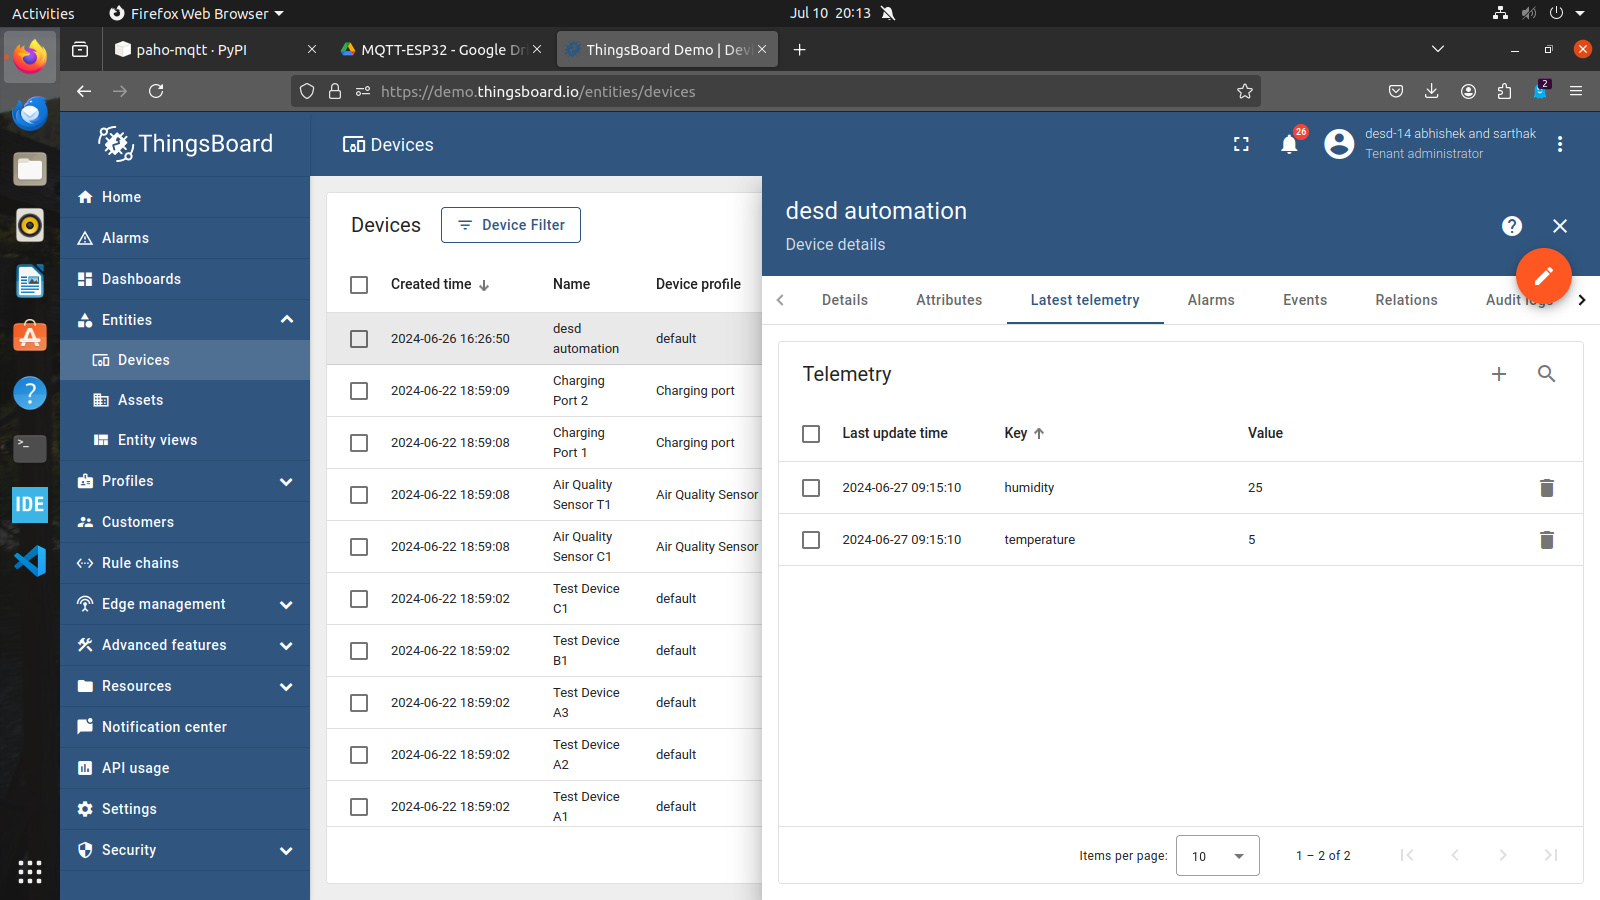 Activities
Firefox Web Browser
Jul 10 20:13
paho-mqtt · PyPI
MQTT-ESP32 - Google Dri
ThingsBoard Demo | Devi
https://demo.thingsboard.io/entities/devices
2
ThingsBoard
Devices
26
desd-14 abhishek and sarthak
Tenant administrator
Home
Alarms
Dashboards
Entities
Devices
Assets
Entity views
Profiles
Customers
Rule chains
Edge management
Advanced features
Resources
Notification center
API usage
Settings
Security
IDE
Devices
Device Filter
Created time
Name
Device profile
2024-06-26 16:26:50
desd
automation
default
2024-06-22 18:59:09
Charging
Port 2
Charging port
2024-06-22 18:59:08
Charging
Port 1
Charging port
2024-06-22 18:59:08
Air Quality
Sensor T1
Air Quality Sensor
2024-06-22 18:59:08
Air Quality
Sensor C1
Air Quality Sensor
2024-06-22 18:59:02
Test Device
C1
default
2024-06-22 18:59:02
Test Device
B1
default
2024-06-22 18:59:02
Test Device
A3
default
2024-06-22 18:59:02
Test Device
A2
default
2024-06-22 18:59:02
Test Device
A1
default
desd automation
Device details
Details
Attributes
Latest telemetry
Alarms
Events
Relations
Audit logs
Telemetry
Last update time
Key
Value
2024-06-27 09:15:10
humidity
25
2024-06-27 09:15:10
temperature
5
Items per page:
10
1 – 2 of 2